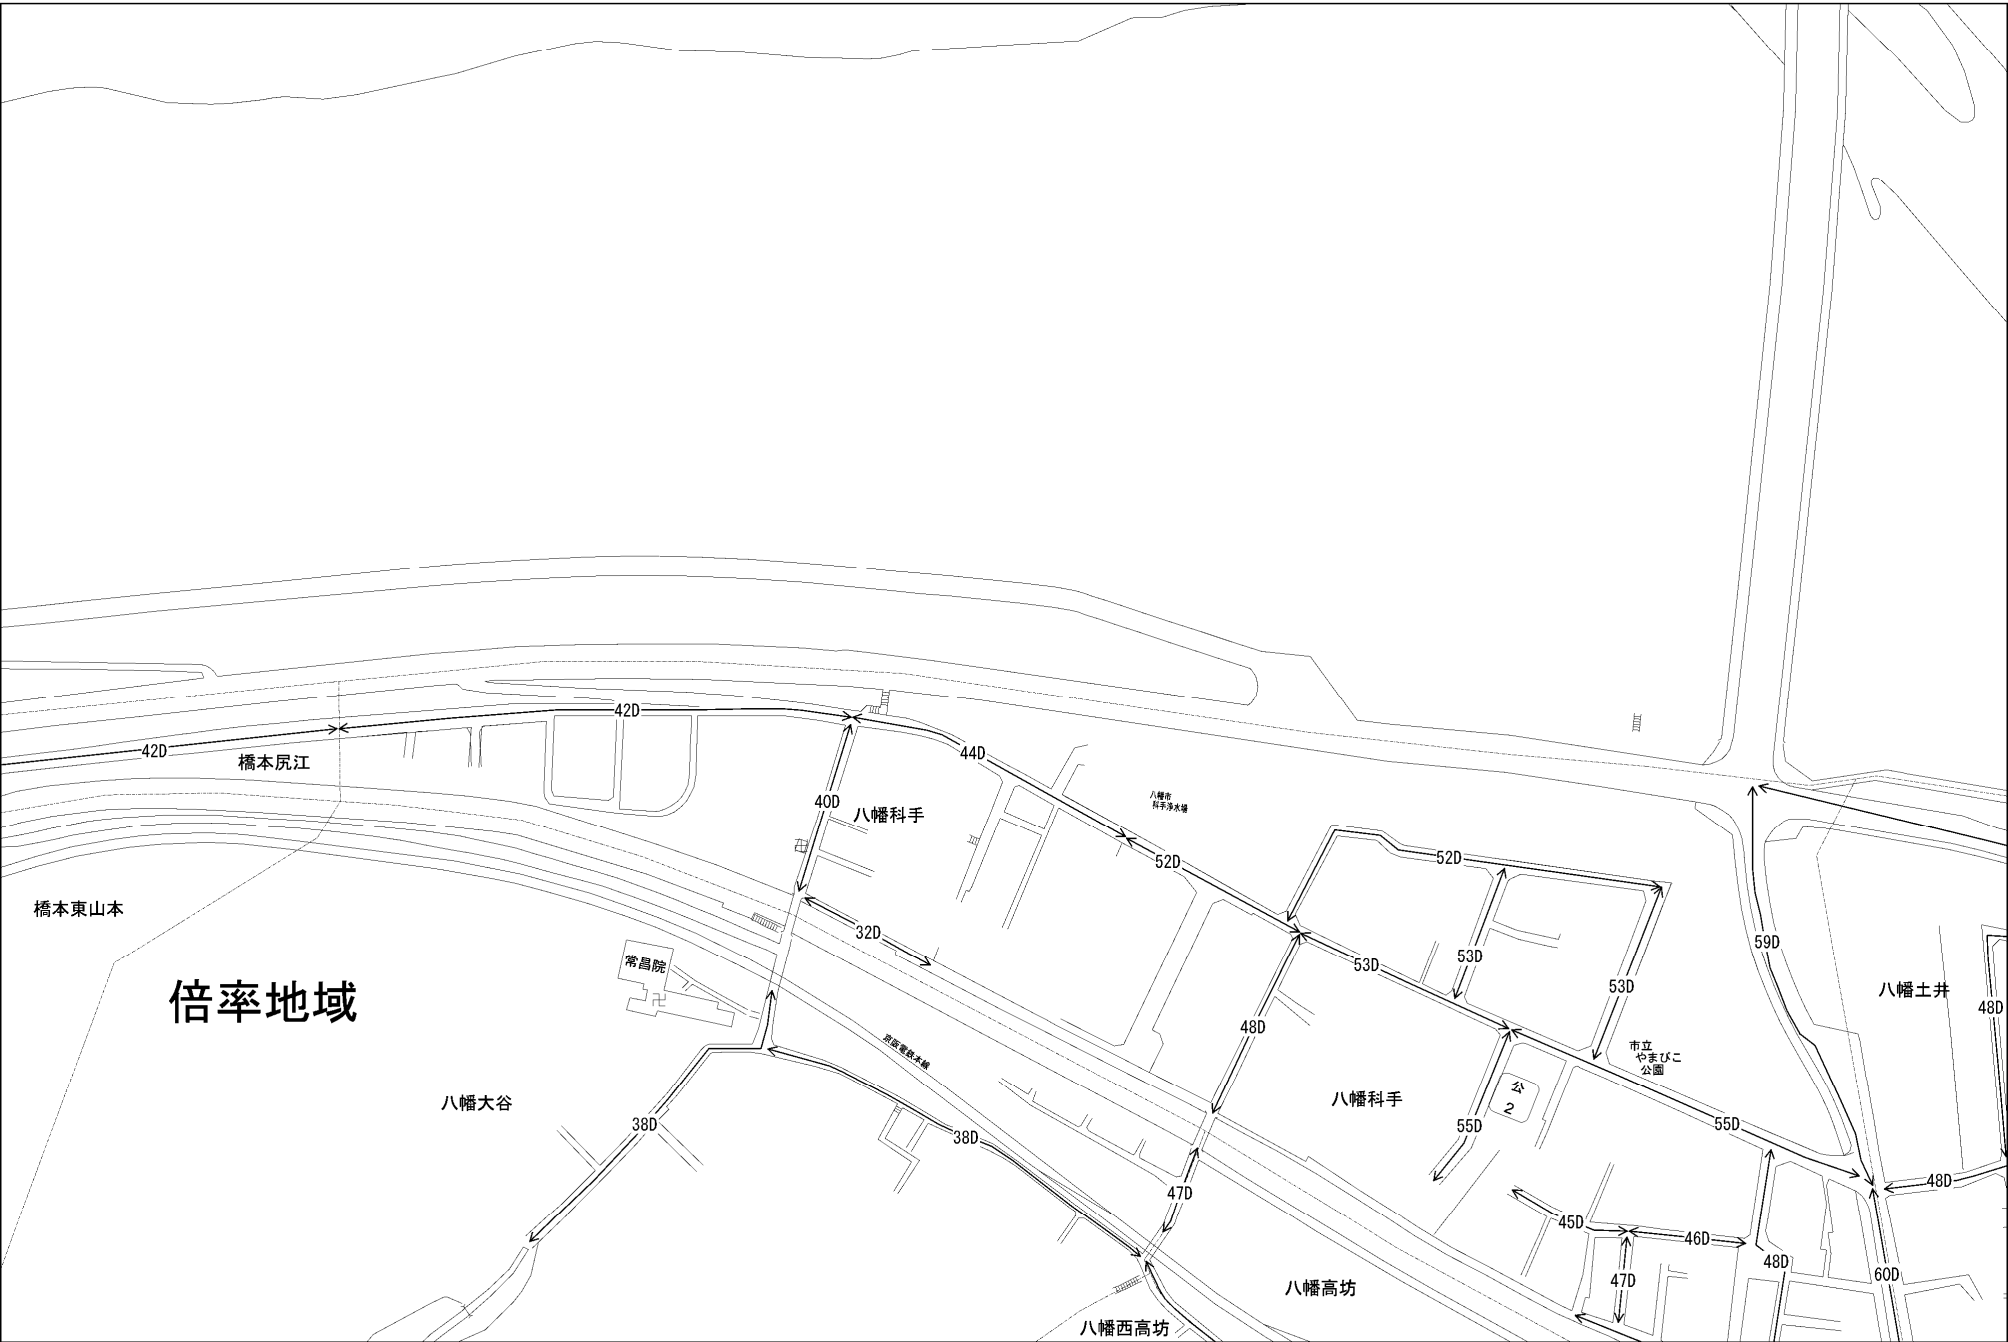 42D
42D
44D
橋本尻江
40D
八幡科手
八幡市
科手浄水場
52D
52D
橋本東山本
32D
59D
常昌院
53D
53D
53D
倍率地域
八幡土井
48D
48D
京阪電鉄本線
市立
やまびこ
公園
公
2
八幡科手
八幡大谷
38D
38D
55D
55D
47D
48D
45D
46D
47D
48D
60D
八幡高坊
八幡西高坊